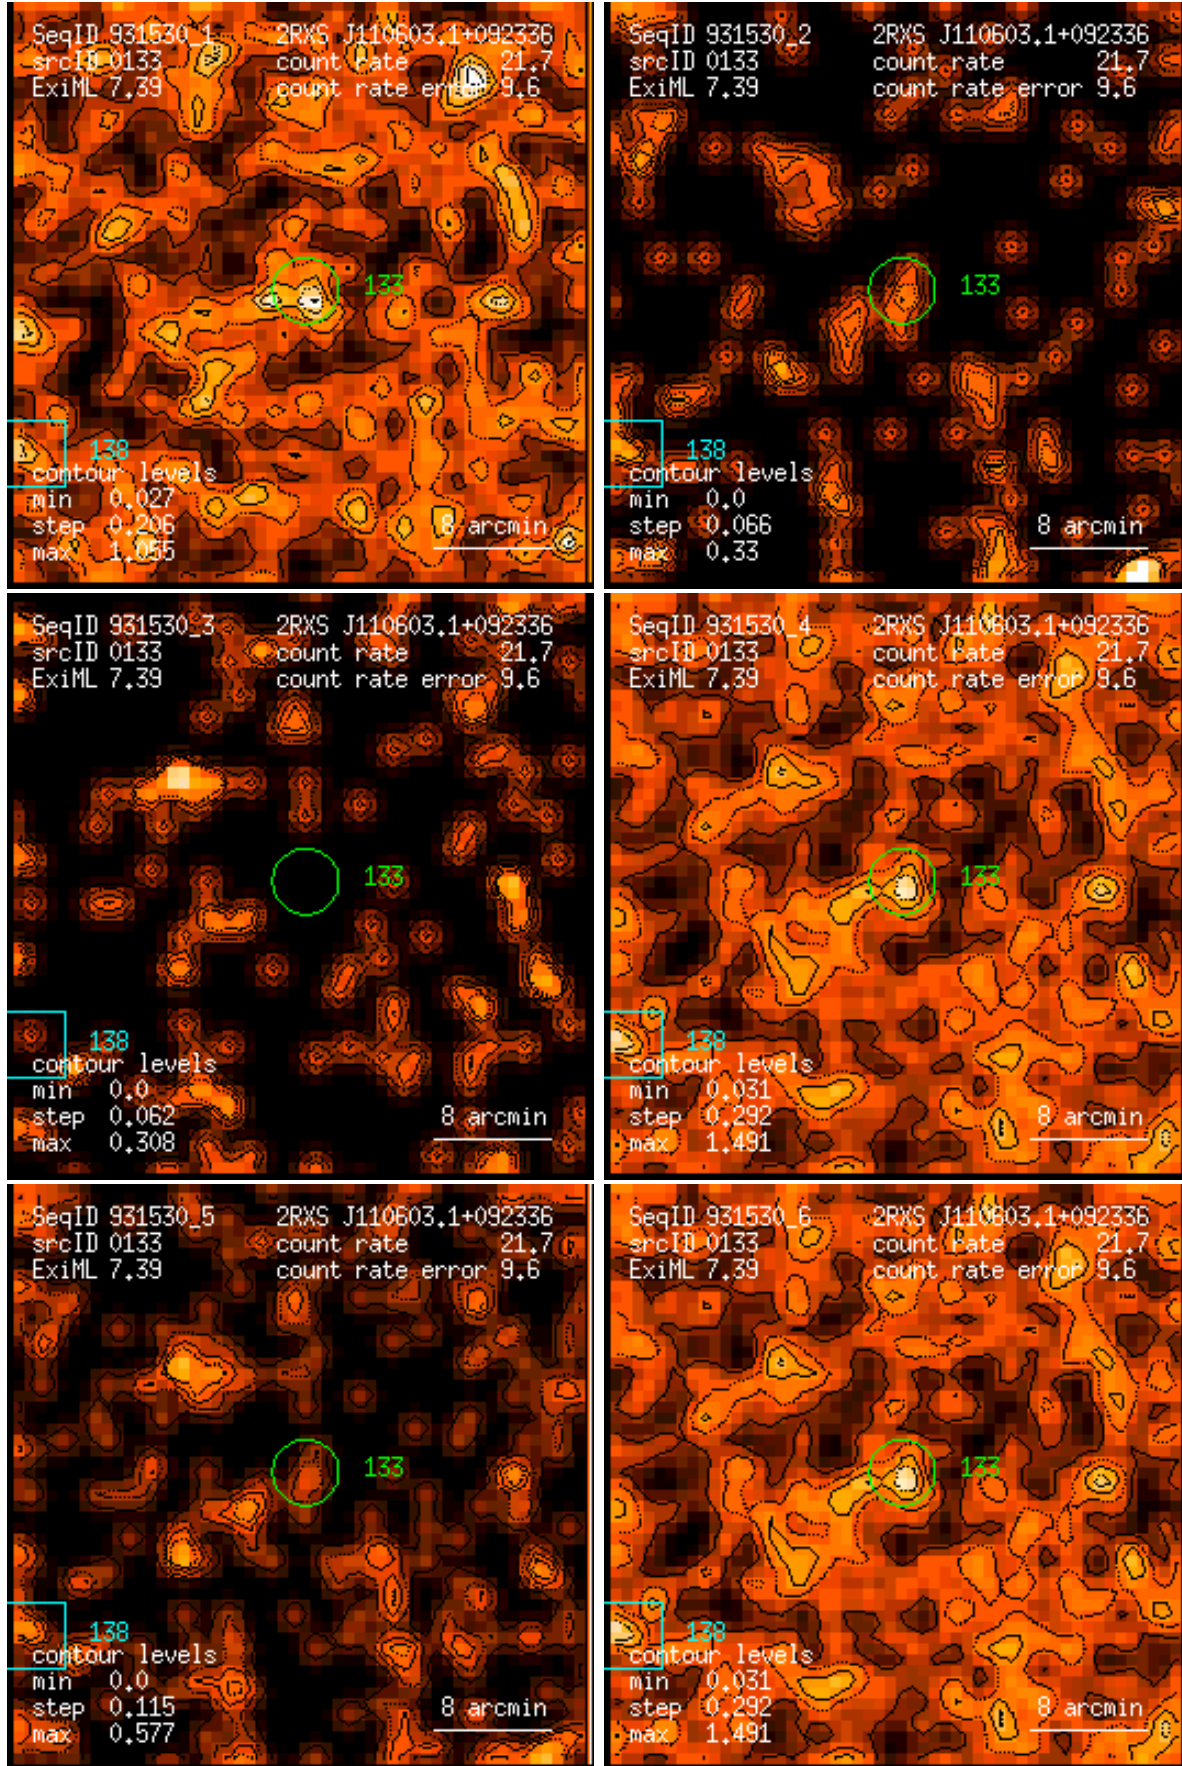 SeqID 931530_1 2RXS J110603.1+092336
srcID 0133 count rate 21.7
ExiML 7.39 count rate error 9.6
133
138
contour levels
min 0.027
step 0.206 8 arcmin
max 1.055
SeqID 931530_2 2RXS J110603.1+092336
srcID 0133 count rate 21.7
ExiML 7.39 count rate error 9.6
133
138
contour levels
min 0.0
step 0.066 8 arcmin
max 0.33
SeqID 931530_3 2RXS J110603.1+092336
srcID 0133 count rate 21.7
ExiML 7.39 count rate error 9.6
133
138
contour levels
min 0.0
step 0.062 8 arcmin
max 0.308
SeqID 931530_4 2RXS J110603.1+092336
srcID 0133 count rate 21.7
ExiML 7.39 count rate error 9.6
133
138
contour levels
min 0.031
step 0.292 8 arcmin
max 1.491
SeqID 931530_5 2RXS J110603.1+092336
srcID 0133 count rate 21.7
ExiML 7.39 count rate error 9.6
133
138
contour levels
min 0.0
step 0.115 8 arcmin
max 0.577
SeqID 931530_6 2RXS J110603.1+092336
srcID 0133 count rate 21.7
ExiML 7.39 count rate error 9.6
133
138
contour levels
min 0.031
step 0.292 8 arcmin
max 1.491